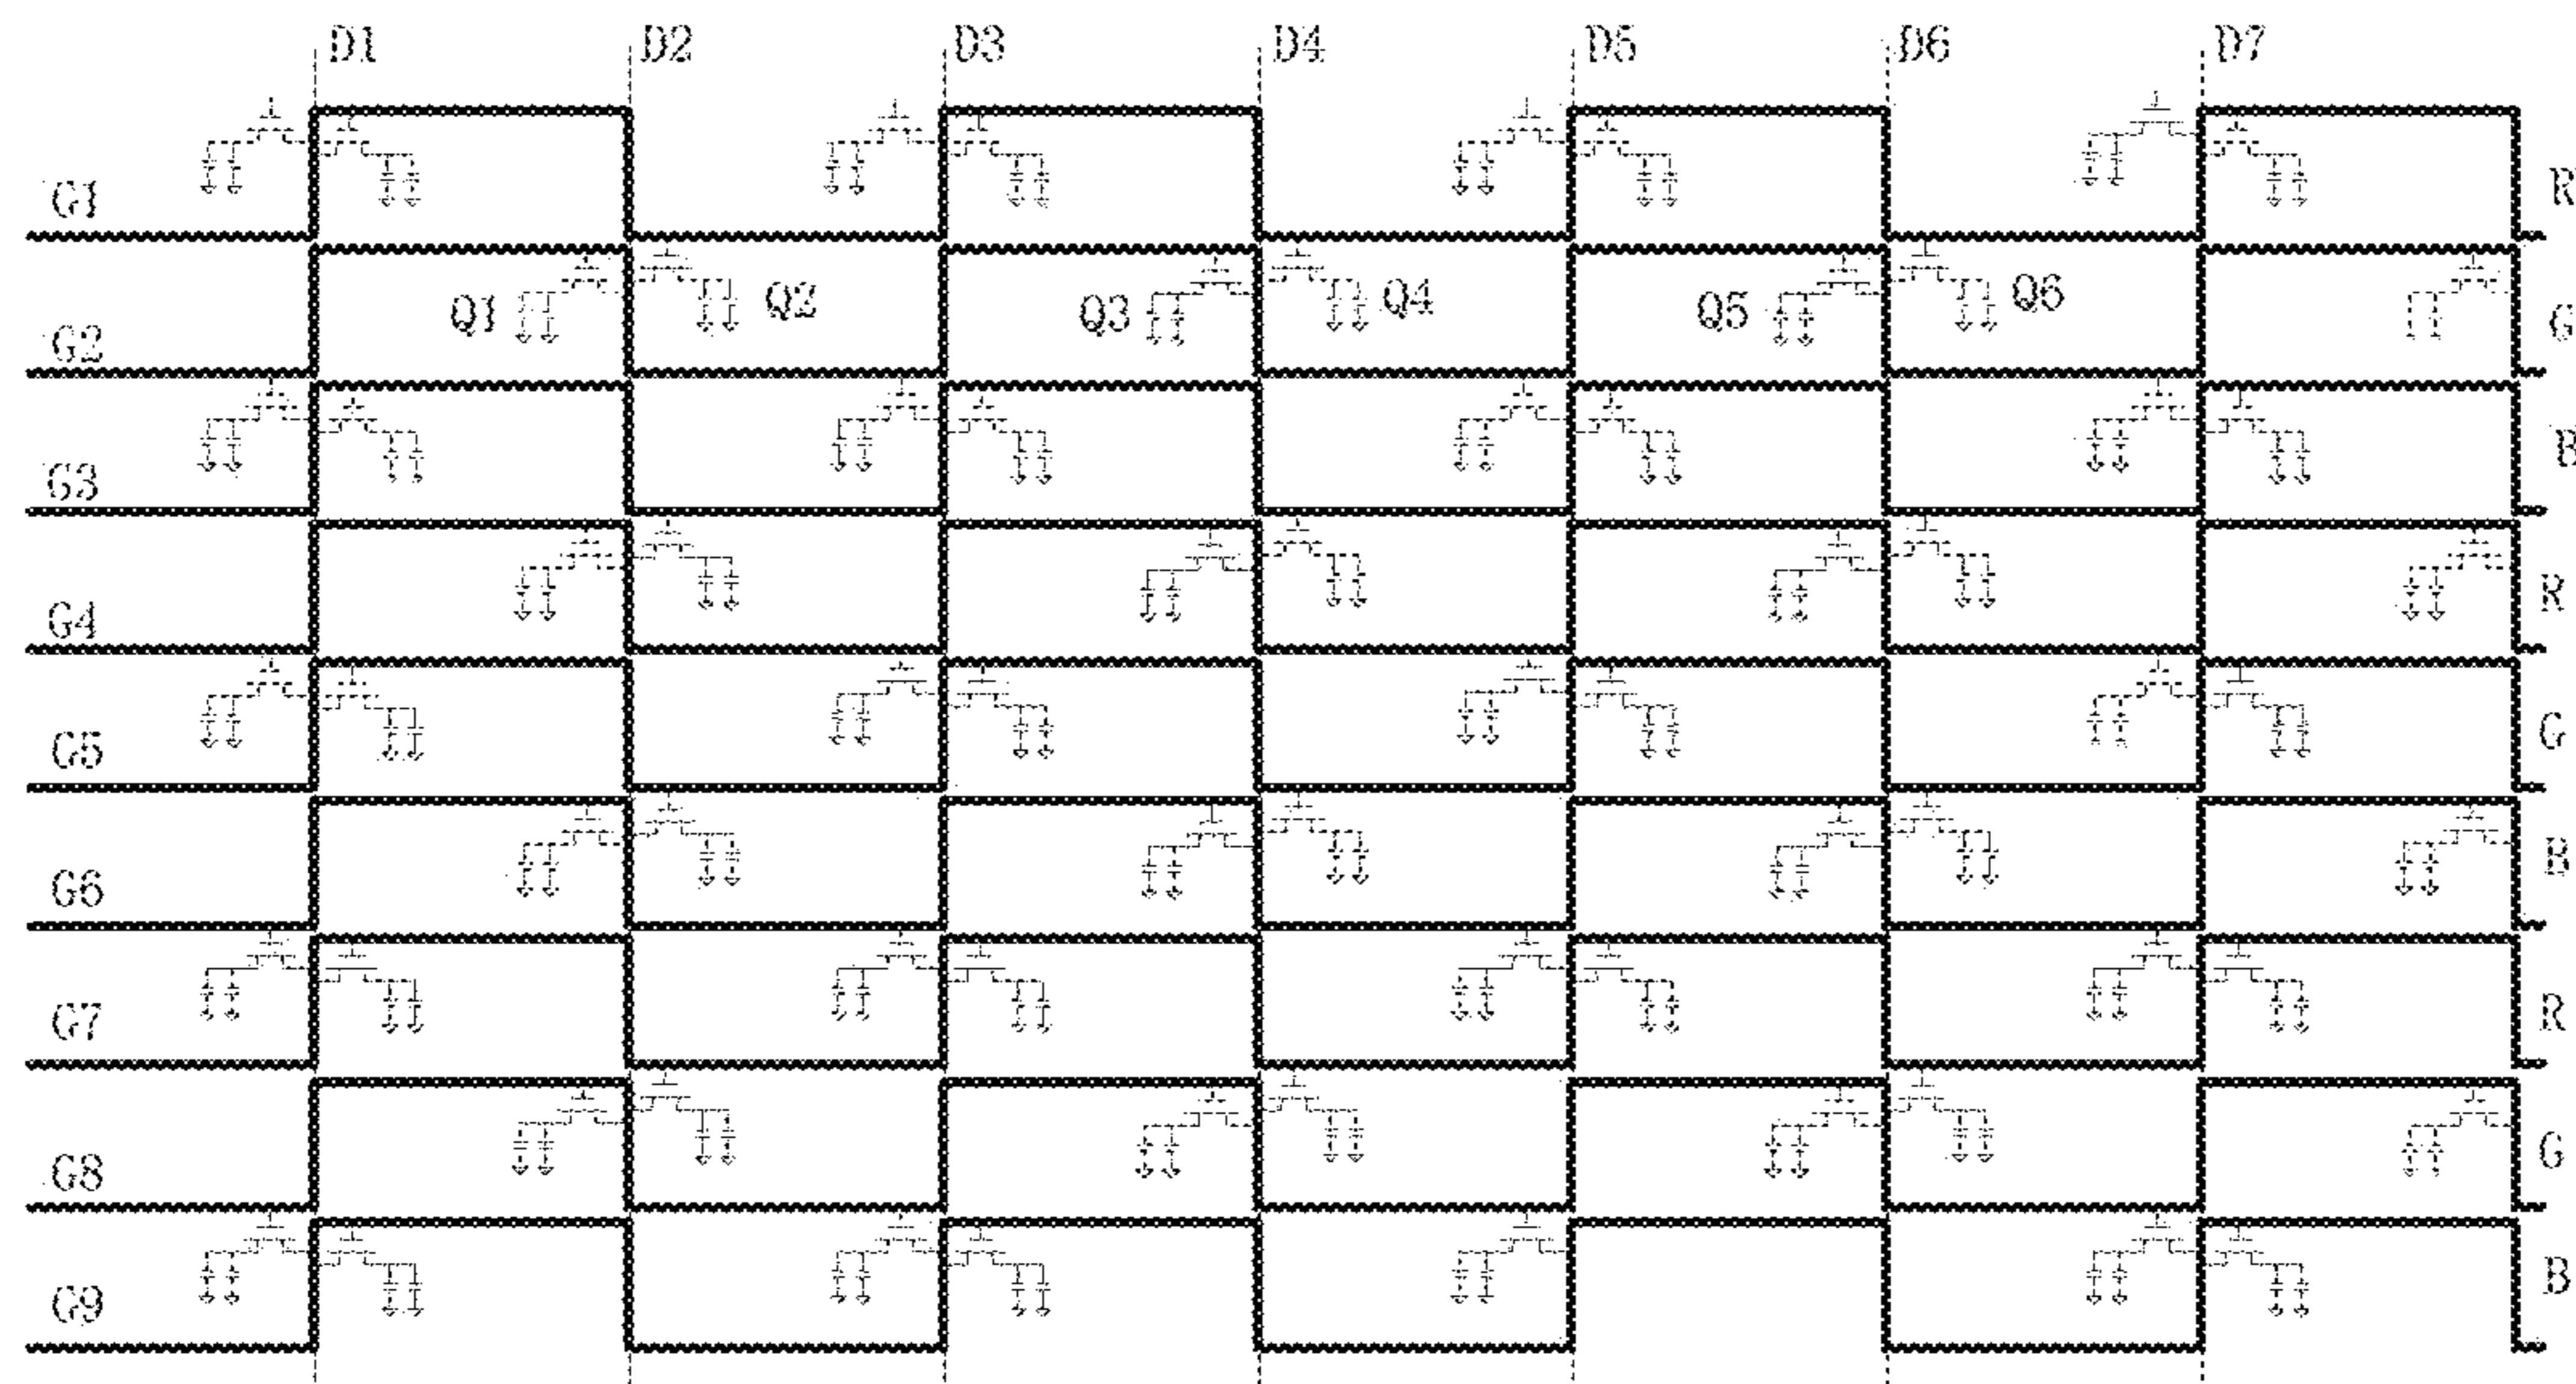 D1 D2 D3 D4 D5 D6 D7
G1 R
G2 Q1 Q2 Q3 Q4 Q5 Q6 G
G3 B
G4 R
G5 G
G6 B
G7 R
G8 G
G9 B